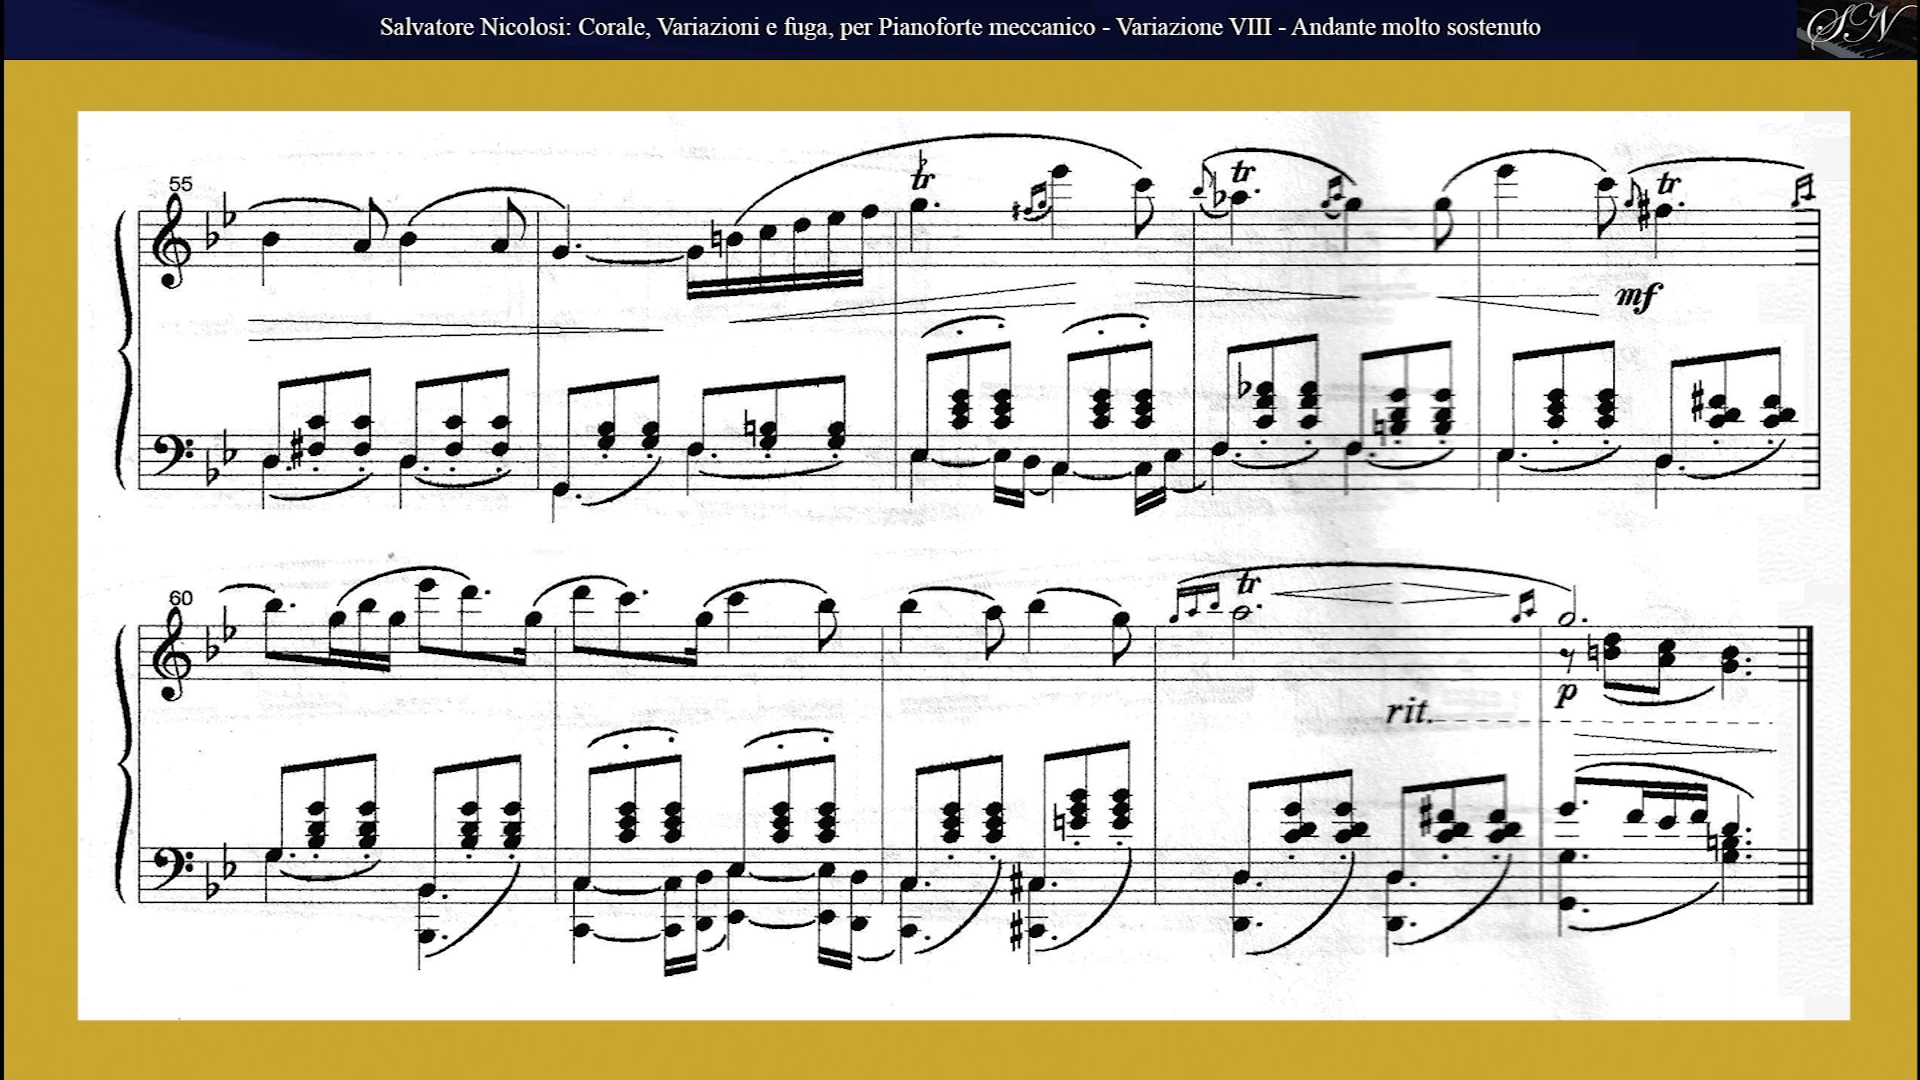 Salvatore Nicolosi: Corale, Variazioni e fuga, per Pianoforte meccanico - Variazione VIII - Andante molto sostenuto
SN
55
tr
tr
tr
mf
60
tr
rit.
p